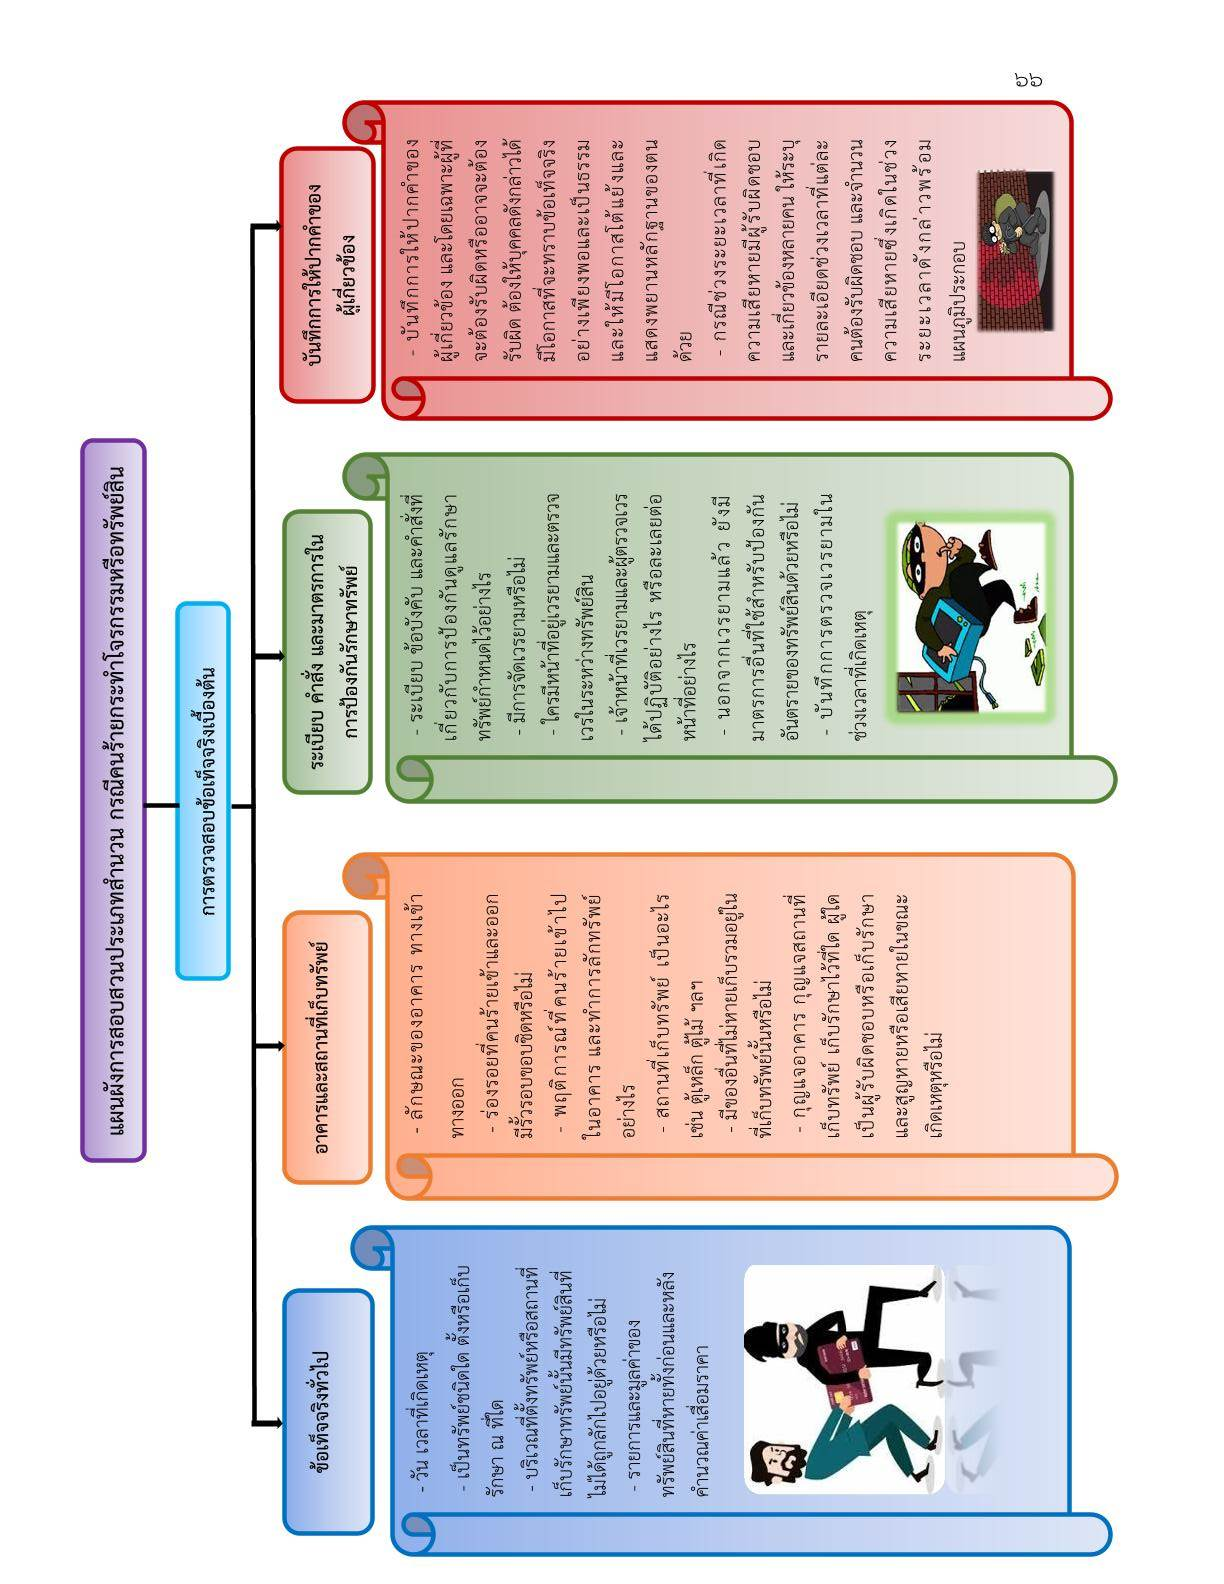 ๖๖
แผนผังการสอบสวนประเภทสำนวน กรณีคนร้ายกระทำโจรกรรมหรือทรัพย์สิน
การตรวจสอบข้อเท็จจริงเบื้องต้น
ข้อเท็จจริงทั่วไป
- วัน เวลาที่เกิดเหตุ
- เป็นทรัพย์ชนิดใด ตั้งหรือเก็บ
รักษา ณ ที่ใด
- บริเวณที่ตั้งทรัพย์หรือสถานที่
เก็บรักษาทรัพย์นั้นมีทรัพย์สินที่
ไม่ได้ถูกลักไปอยู่ด้วยหรือไม่
- รายการและมูลค่าของ
ทรัพย์สินที่หายทั้งก่อนและหลัง
คำนวณค่าเสื่อมราคา
อาคารและสถานที่เก็บทรัพย์
- ลักษณะของอาคาร ทางเข้า
ทางออก
- ร่องรอยที่คนร้ายเข้าและออก
มีรั้วรอบขอบชิดหรือไม่
- พฤติการณ์ที่คนร้ายเข้าไป
ในอาคาร และทำการลักทรัพย์
อย่างไร
- สถานที่เก็บทรัพย์ เป็นอะไร
เช่น ตู้เหล็ก ตู้ไม้ ฯลฯ
- มีของอื่นที่ไม่หายเก็บรวมอยู่ใน
ที่เก็บทรัพย์นั้นหรือไม่
- กุญแจอาคาร กุญแจสถานที่
เก็บทรัพย์ เก็บรักษาไว้ที่ใด ผู้ใด
เป็นผู้รับผิดชอบหรือเก็บรักษา
และสูญหายหรือเสียหายในขณะ
เกิดเหตุหรือไม่
ระเบียบ คำสั่ง และมาตรการใน
การป้องกันรักษาทรัพย์
- ระเบียบ ข้อบังคับ และคำสั่งที่
เกี่ยวกับการป้องกันดูแลรักษา
ทรัพย์กำหนดไว้อย่างไร
- มีการจัดเวรยามหรือไม่
- ใครมีหน้าที่อยู่เวรยามและตรวจ
เวรในระหว่างทรัพย์สิน
- เจ้าหน้าที่เวรยามและผู้ตรวจเวร
ได้ปฏิบัติอย่างไร หรือละเลยต่อ
หน้าที่อย่างไร
- นอกจากเวรยามแล้ว ยังมี
มาตรการอื่นที่ใช้สำหรับป้องกัน
อันตรายของทรัพย์สินด้วยหรือไม่
- บันทึกการตรวจเวรยามใน
ช่วงเวลาที่เกิดเหตุ
บันทึกการให้ปากคำของ
ผู้เกี่ยวข้อง
- บันทึกการให้ปากคำของ
ผู้เกี่ยวข้อง และโดยเฉพาะผู้ที่
จะต้องรับผิดหรืออาจจะต้อง
รับผิด ต้องให้บุคคลดังกล่าวได้
มีโอกาสที่จะทราบข้อเท็จจริง
อย่างเพียงพอและเป็นธรรม
และให้มีโอกาสโต้แย้งและ
แสดงพยานหลักฐานของตน
ด้วย
- กรณีช่วงระยะเวลาที่เกิด
ความเสียหายมีผู้รับผิดชอบ
และเกี่ยวข้องหลายคน ให้ระบุ
รายละเอียดช่วงเวลาที่แต่ละ
คนต้องรับผิดชอบ และจำนวน
ความเสียหายซึ่งเกิดในช่วง
ระยะเวลาดังกล่าวพร้อม
แผนภูมิประกอบ